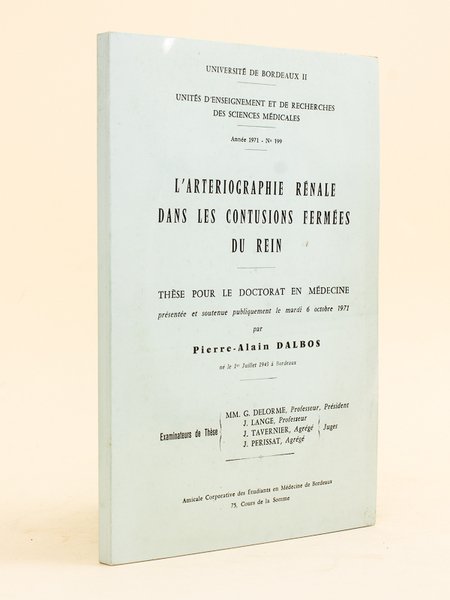 UNIVERSITÉ DE BORDEAUX II
UNITÉS D'ENSEIGNEMENT ET DE RECHERCHES
DES SCIENCES MÉDICALES
Année 1971 - N° 199
L'ARTERIOGRAPHIE RÉNALE
DANS LES CONTUSIONS FERMÉES
DU REIN
THÈSE POUR LE DOCTORAT EN MÉDECINE
présentée et soutenue publiquement le mardi 6 octobre 1971
par
Pierre-Alain DALBOS
né le 1er Juillet 1943 à Bordeaux
Examinateurs de Thèse
MM. G. DELORME, Professeur, Président
J. LANGE, Professeur
J. TAVERNIER, Agrégé
J. PERISSAT, Agrégé
Juges
Amicale Corporative des Étudiants en Médecine de Bordeaux
75, Cours de la Somme